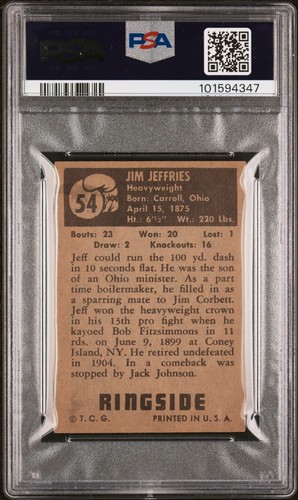 PSA
101594347
54
JIM JEFFRIES
Heavyweight
Born: Carroll, Ohio
April 15, 1875
Ht.: 6'1½" Wt.: 220 Lbs.
Bouts: 23 Won: 20 Lost: 1
Draw: 2 Knockouts: 16
Jeff could run the 100 yd. dash
in 10 seconds flat. He was the son
of an Ohio minister. As a part
time boilermaker, he filled in as
a sparring mate to Jim Corbett.
Jeff won the heavyweight crown
in his 13th pro fight when he
kayoed Bob Fitzsimmons in 11
rds. on June 9, 1899 at Coney
Island, NY. He retired undefeated
in 1904. In a comeback he was
stopped by Jack Johnson.
RINGSIDE
© T. C. G. PRINTED IN U. S. A.